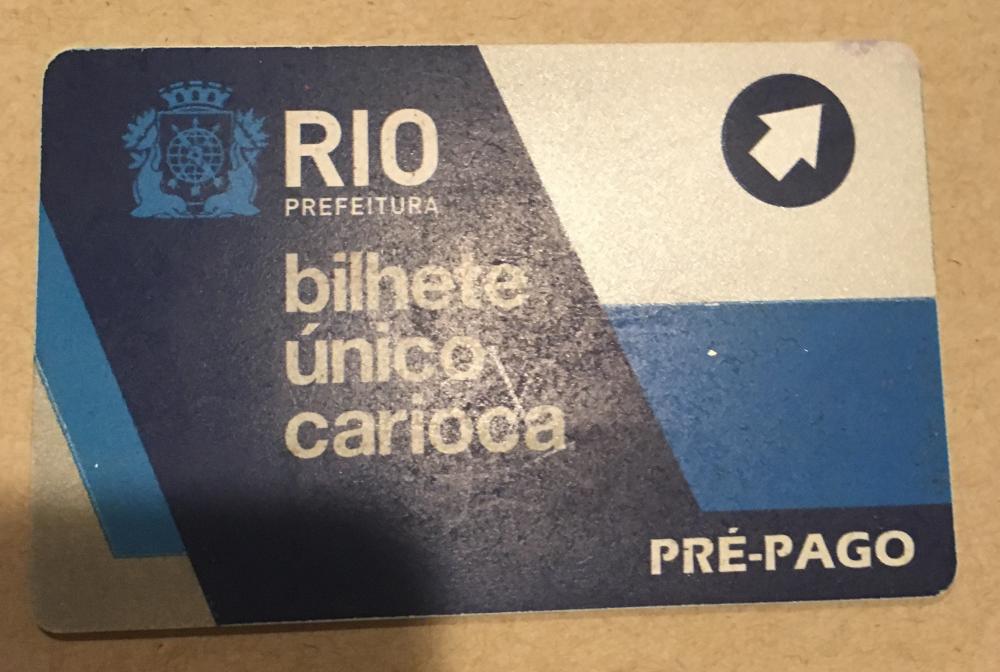 RIO
PREFEITURA
bilhete
único
carioca
PRÉ-PAGO